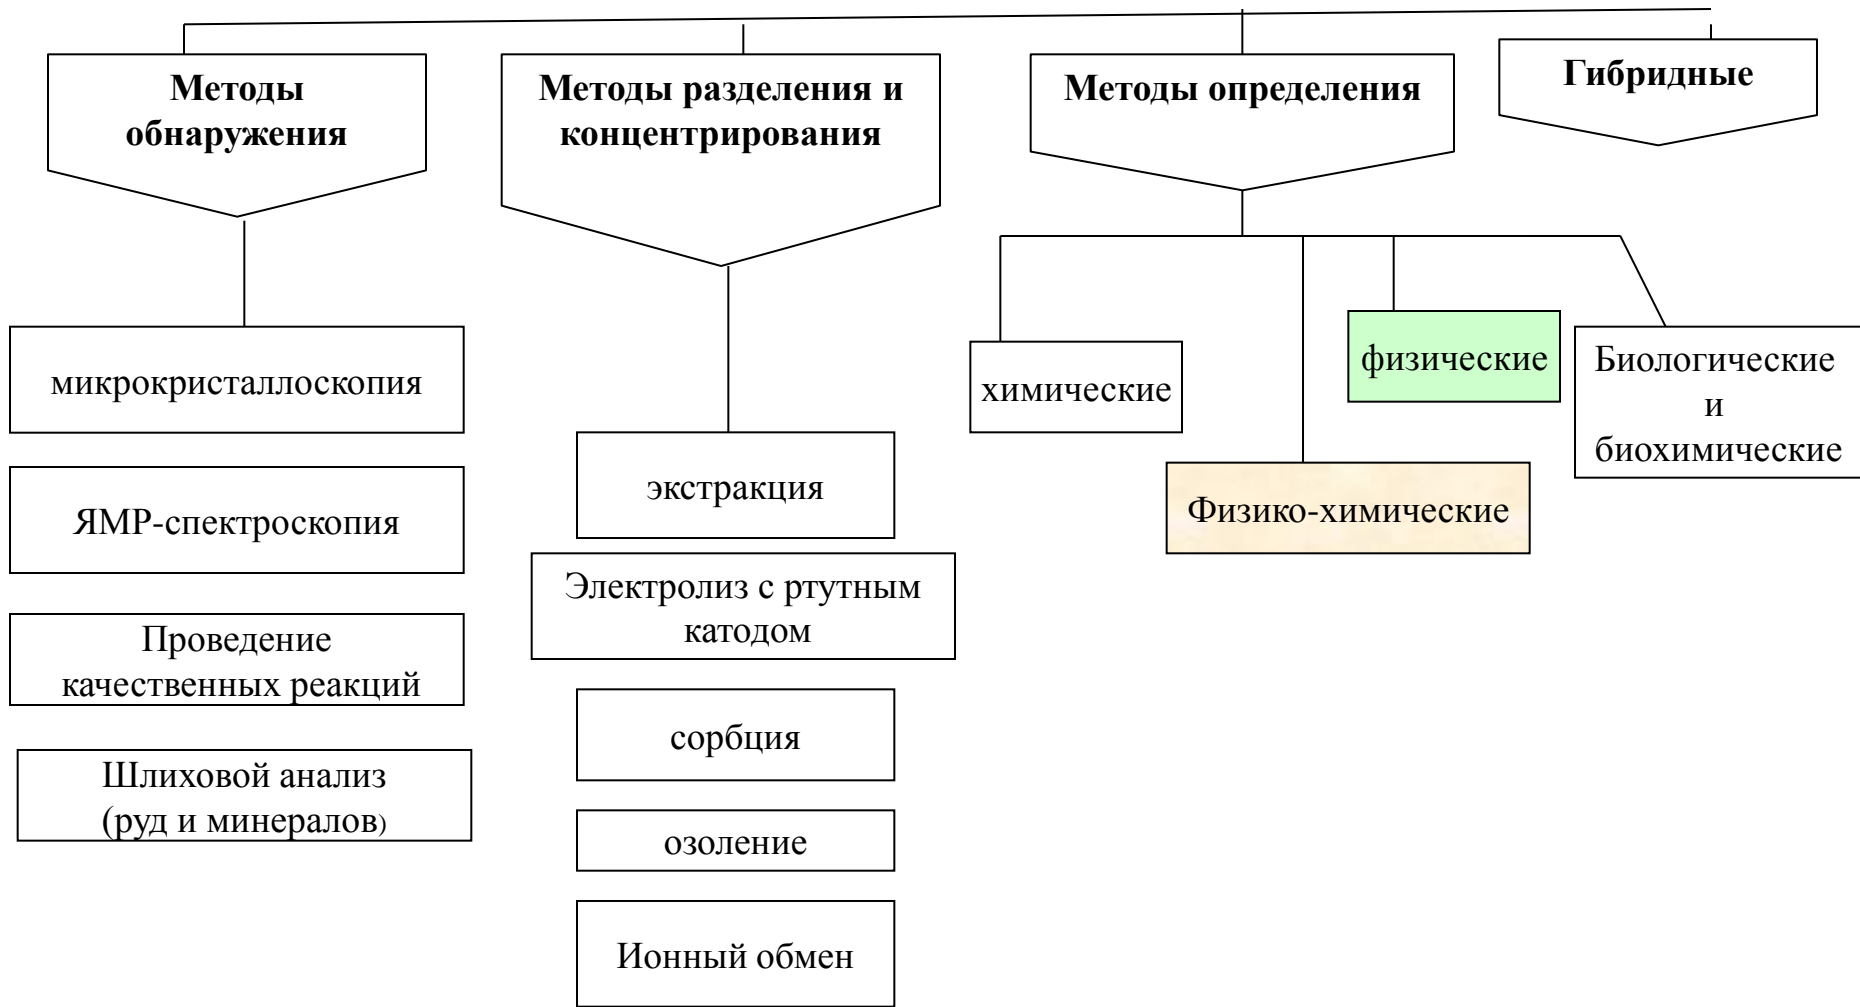 Методы
обнаружения
Методы разделения и
концентрирования
Методы определения
Гибридные
микрокристаллоскопия
ЯМР-спектроскопия
Проведение
качественных реакций
Шлиховой анализ
(руд и минералов)
экстракция
Электролиз с ртутным
катодом
сорбция
озоление
Ионный обмен
химические
Физико-химические
физические
Биологические
и
биохимические